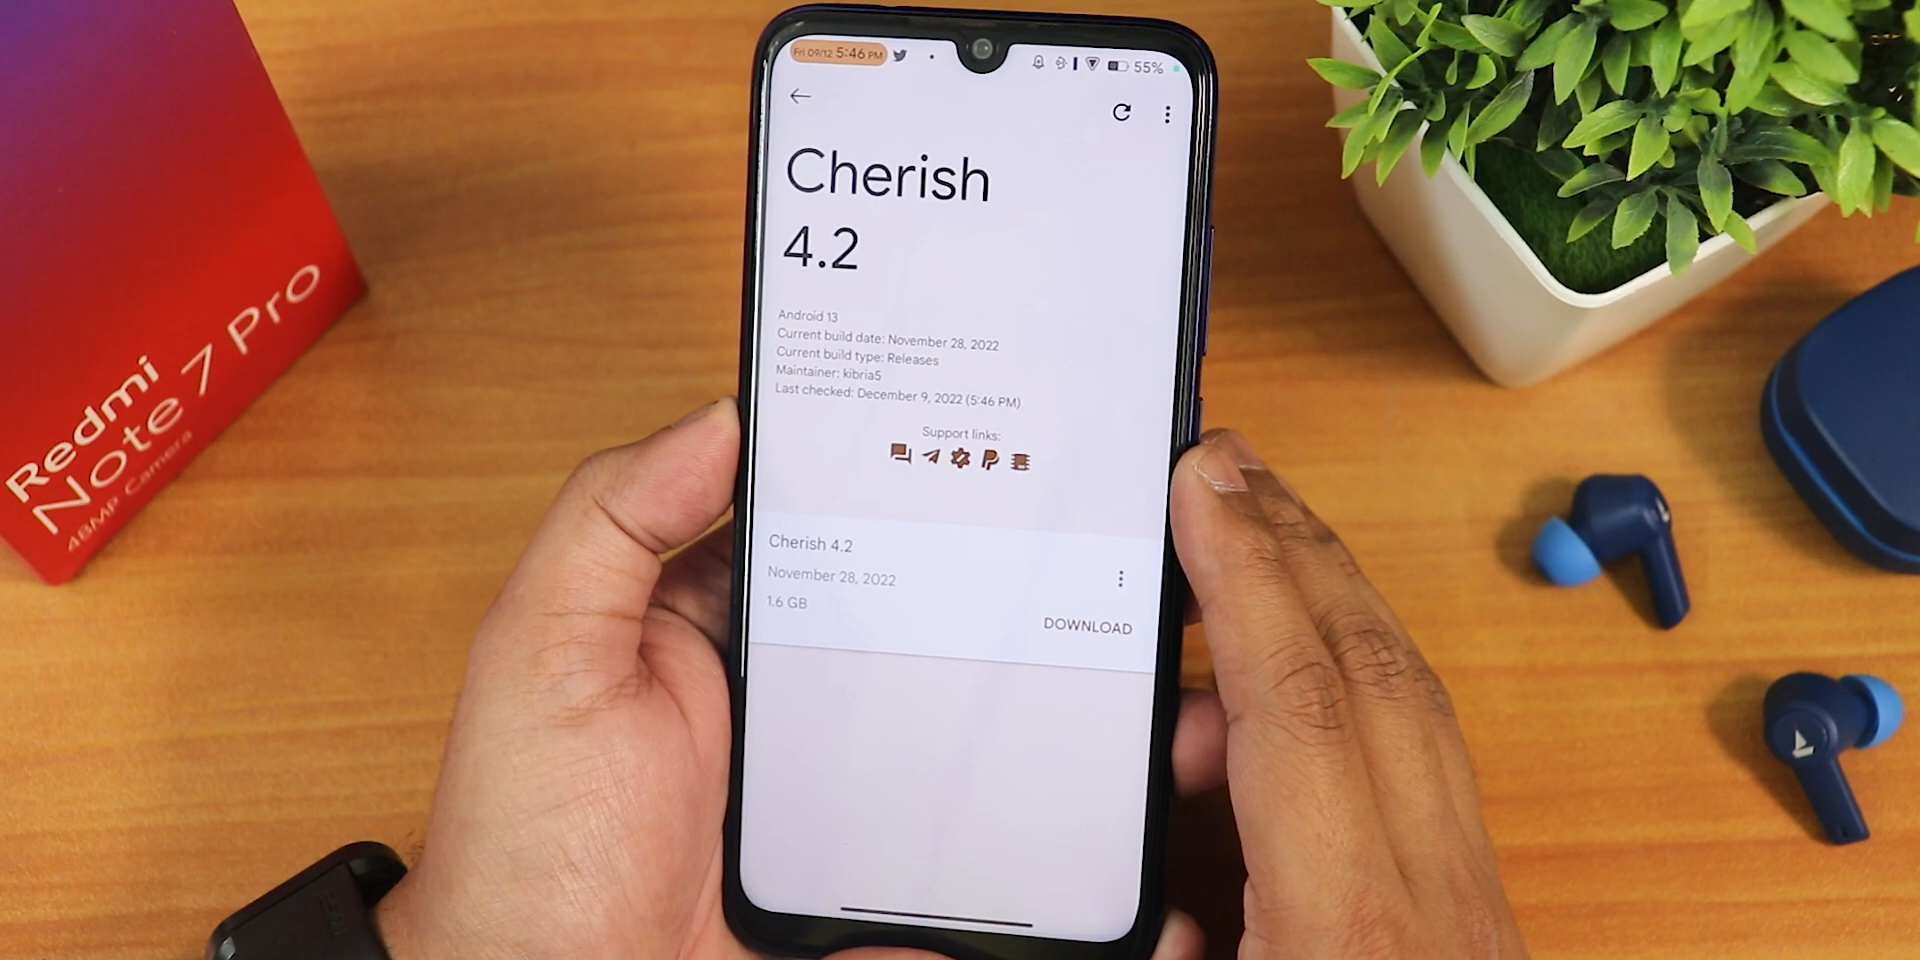 Fri 09/12 5:46 PM
55%
Cherish
4.2
Android 13
Current build date: November 28, 2022
Current build type: Releases
Maintainer: kibria5
Last checked: December 9, 2022 (5:46 PM)
Support links:
Cherish 4.2
November 28, 2022
1.6 GB
DOWNLOAD
Redmi
Note 7 Pro
48MP Camera